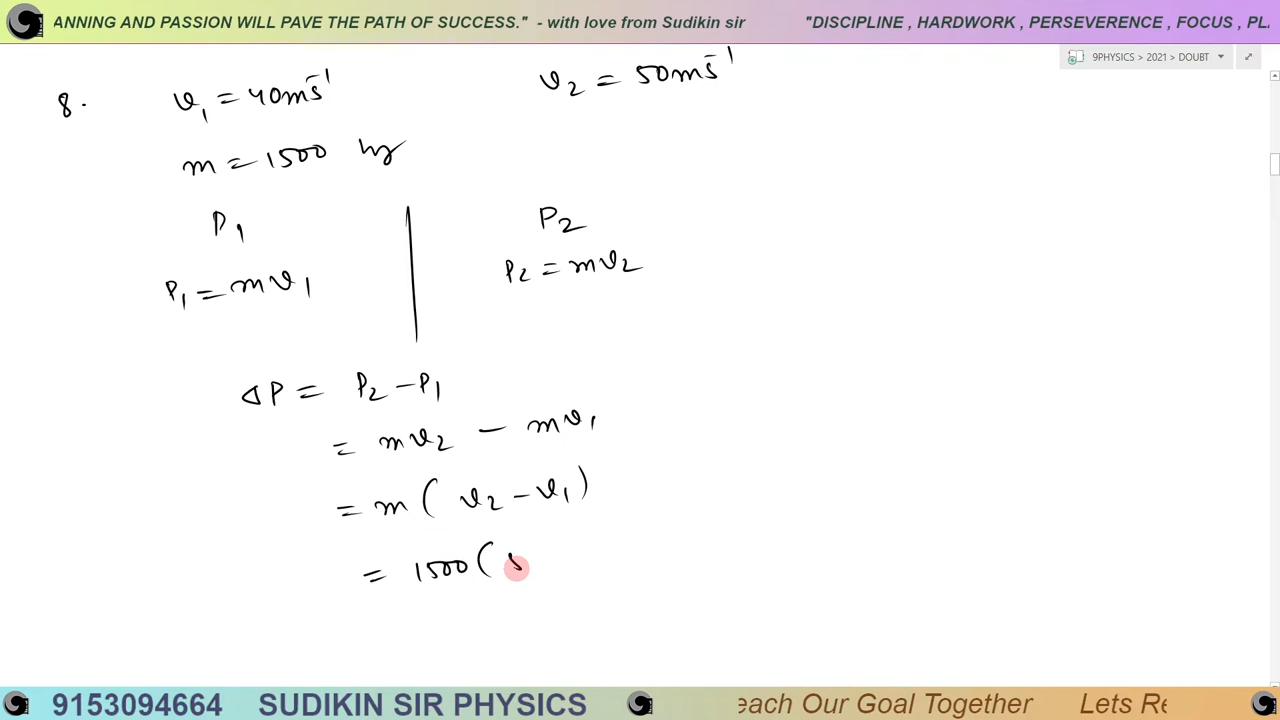 ANNING AND PASSION WILL PAVE THE PATH OF SUCCESS." - with love from Sudikin sir "DISCIPLINE , HARDWORK , PERSEVERENCE , FOCUS , PL
9PHYSICS > 2021 > DOUBT
8. v₁ = 40ms⁻¹ v₂ = 50ms⁻¹
m = 1500 kg
P₁ P₂
P₁ = mv₁ P₂ = mv₂
ΔP = P₂ – P₁
= mv₂ – mv₁
= m ( v₂ – v₁ )
= 1500 (
9153094664 SUDIKIN SIR PHYSICS each Our Goal Together Lets Re